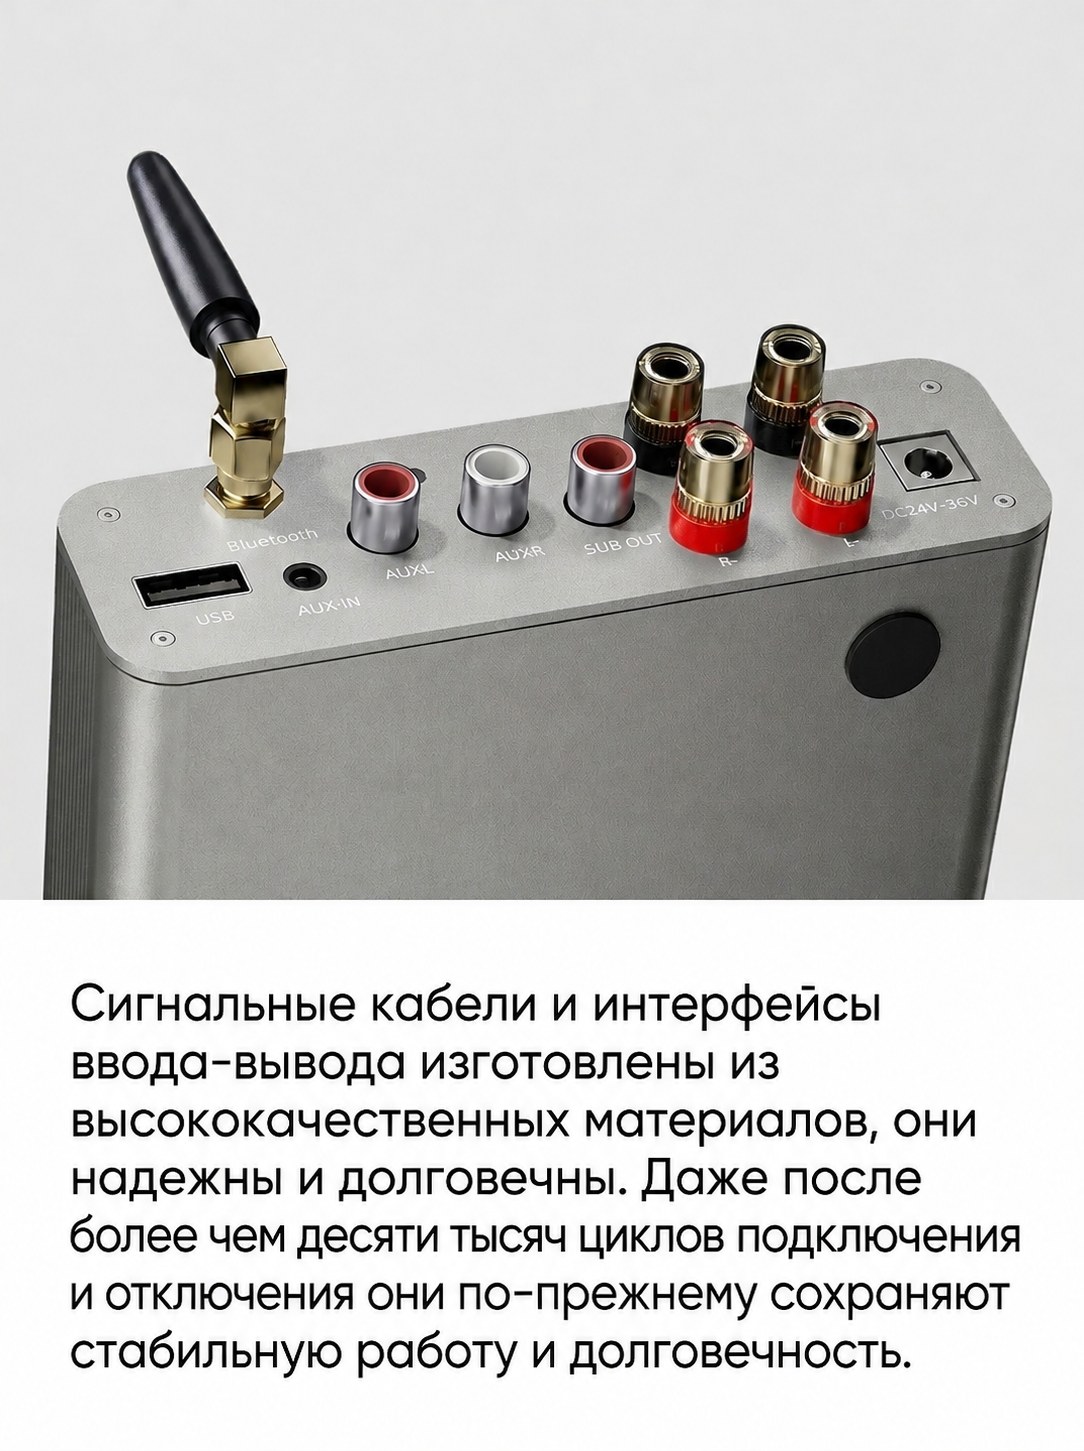 Bluetooth
USB
AUX-IN
AUX-L
AUX-R
SUB OUT
R-
L-
DC24V-36V
Сигнальные кабели и интерфейсы
ввода-вывода изготовлены из
высококачественных материалов, они
надежны и долговечны. Даже после
более чем десяти тысяч циклов подключения
и отключения они по-прежнему сохраняют
стабильную работу и долговечность.